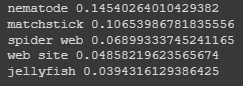 nematode 0.14540264010429382
matchstick 0.10653986781835556
spider web 0.06899333745241165
web site 0.04858219623565674
jellyfish 0.0394316129386425